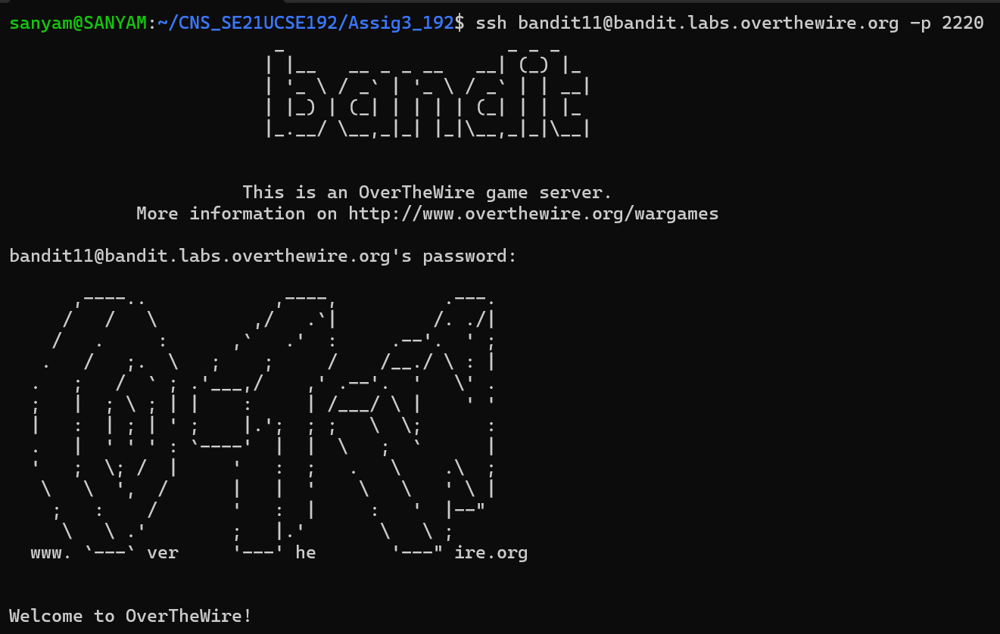 sanyam@SANYAM:~/CNS_SE21UCSE192/Assig3_192$ ssh bandit11@bandit.labs.overthewire.org -p 2220
                         _                     _ _ _
                        | |__   __ _ _ __   __| (_) |_
                        | '_ \ / _` | '_ \ / _` | | __|
                        | |_) | (_| | | | | (_| | | |_
                        |_.__/ \__,_|_| |_|\__,_|_|\__|
                      This is an OverTheWire game server.
            More information on http://www.overthewire.org/wargames
bandit11@bandit.labs.overthewire.org's password:
      ,----..            ,----,          .---.
     /   /   \         ,/   .`|         /. ./|
    /   .     :      ,`   .'  :     .--'.  ' ;
   .   /   ;.  \   ;    ;     /    /__./ \ : |
  .   ;   /  ` ; .'___,/    ,' .--'.  '   \' .
  ;   |  ; \ ; | |    :     | /___/ \ |    ' '
  |   :  | ; | ' ;    |.';  ; ;   \  \;      :
  .   |  ' ' ' : `----'  |  |  \   ;  `      |
  '   ;  \; /  |     '   :  ;   .   \    .\  ;
   \   \  ',  /      |   |  '    \   \   ' \ |
    ;   :    /       '   :  |     :   '  |--"
     \   \ .'        ;   |.'       \   \ ;
  www. `---` ver     '---' he       '---" ire.org
Welcome to OverTheWire!